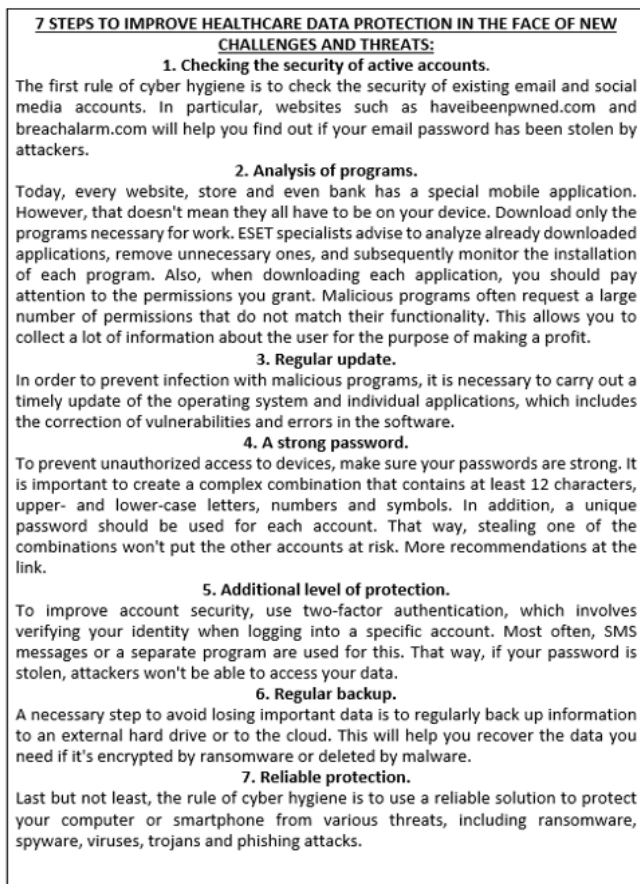 7 STEPS TO IMPROVE HEALTHCARE DATA PROTECTION IN THE FACE OF NEW
CHALLENGES AND THREATS:
1. Checking the security of active accounts.
The first rule of cyber hygiene is to check the security of existing email and social
media accounts. In particular, websites such as haveibeenpwned.com and
breachalarm.com will help you find out if your email password has been stolen by
attackers.
2. Analysis of programs.
Today, every website, store and even bank has a special mobile application.
However, that doesn't mean they all have to be on your device. Download only the
programs necessary for work. ESET specialists advise to analyze already downloaded
applications, remove unnecessary ones, and subsequently monitor the installation
of each program. Also, when downloading each application, you should pay
attention to the permissions you grant. Malicious programs often request a large
number of permissions that do not match their functionality. This allows you to
collect a lot of information about the user for the purpose of making a profit.
3. Regular update.
In order to prevent infection with malicious programs, it is necessary to carry out a
timely update of the operating system and individual applications, which includes
the correction of vulnerabilities and errors in the software.
4. A strong password.
To prevent unauthorized access to devices, make sure your passwords are strong. It
is important to create a complex combination that contains at least 12 characters,
upper- and lower-case letters, numbers and symbols. In addition, a unique
password should be used for each account. That way, stealing one of the
combinations won't put the other accounts at risk. More recommendations at the
link.
5. Additional level of protection.
To improve account security, use two-factor authentication, which involves
verifying your identity when logging into a specific account. Most often, SMS
messages or a separate program are used for this. That way, if your password is
stolen, attackers won't be able to access your data.
6. Regular backup.
A necessary step to avoid losing important data is to regularly back up information
to an external hard drive or to the cloud. This will help you recover the data you
need if it's encrypted by ransomware or deleted by malware.
7. Reliable protection.
Last but not least, the rule of cyber hygiene is to use a reliable solution to protect
your computer or smartphone from various threats, including ransomware,
spyware, viruses, trojans and phishing attacks.